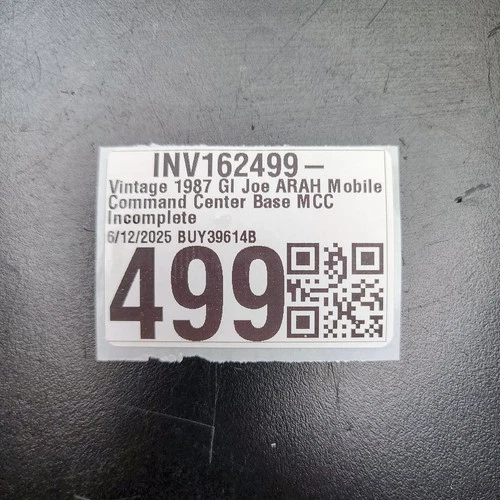 INV162499–
Vintage 1987 GI Joe ARAH Mobile
Command Center Base MCC
Incomplete
6/12/2025 BUY39614B
499